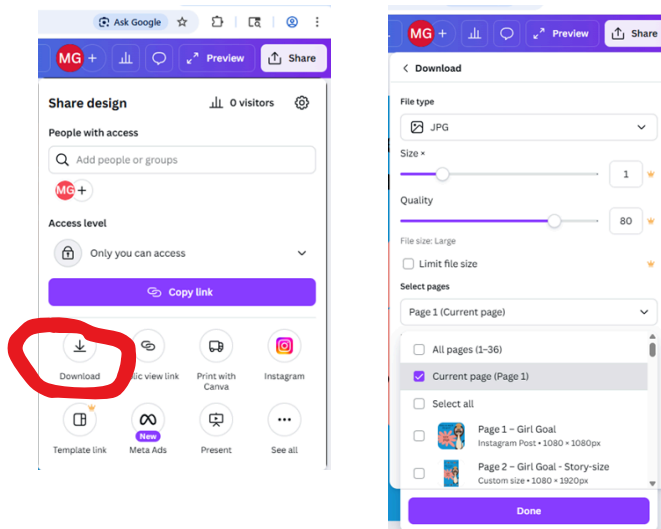 Ask Google
MG + Preview Share
Share design 0 visitors
People with access
Add people or groups
MG +
Access level
Only you can access
Copy link
Download lic view link Print with Canva Instagram
New
Template link Meta Ads Present See all
MG + Preview Share
Download
File type
JPG
Size ×
1
Quality
80
File size: Large
Limit file size
Select pages
Page 1 (Current page)
All pages (1–36)
Current page (Page 1)
Select all
Page 1 – Girl Goal
Instagram Post • 1080 × 1080px
Page 2 – Girl Goal - Story-size
Custom size • 1080 × 1920px
Done